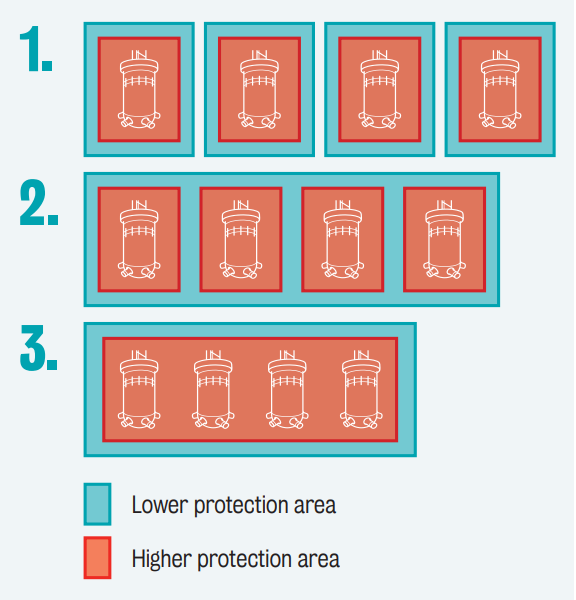 1.
2.
3.
Lower protection area
Higher protection area